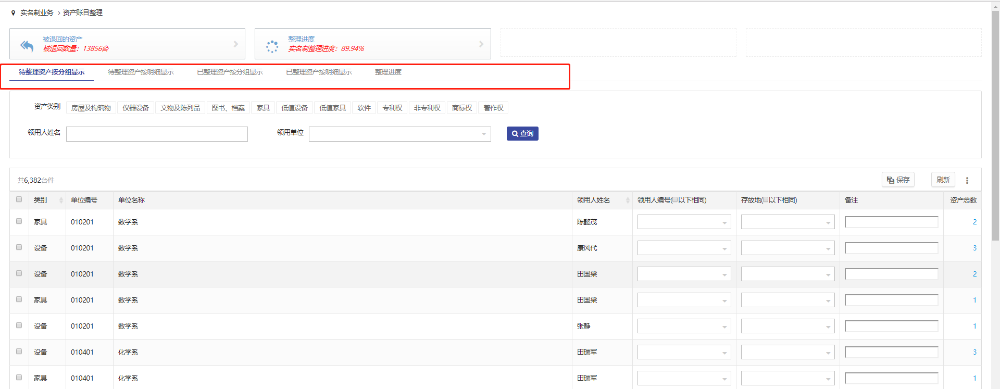 实名制业务 › 资产账目整理
被退回的资产
被退回数量：13856台
整理进度
实名制整理进度：89.94%
待整理资产按分组显示 待整理资产按明细显示 已整理资产按分组显示 已整理资产按明细显示 整理进度
资产类别 房屋及构筑物 仪器设备 文物及陈列品 图书、档案 家具 低值设备 低值家具 软件 专利权 非专利权 商标权 著作权
领用人姓名 领用单位 查询
共6,382台件 保存 刷新
类别 单位编号 单位名称 领用人姓名 领用人编号(以下相同) 存放地(以下相同) 备注 资产总数
家具 010201 数学系 陈懿茂 2
设备 010201 数学系 康风代 3
设备 010201 数学系 田国梁 2
家具 010201 数学系 田国梁 1
设备 010201 数学系 张静 1
设备 010401 化学系 田瑞军 3
家具 010401 化学系 田瑞军 1